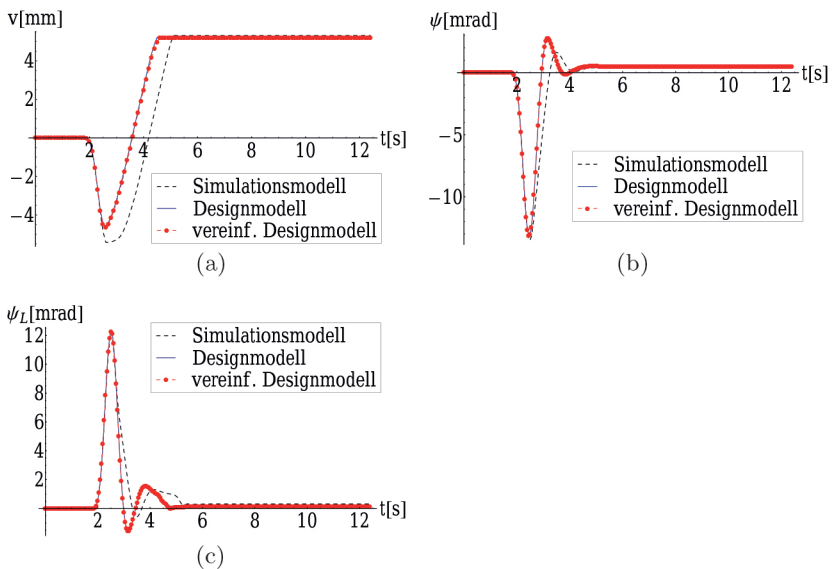 v[mm]
4
2
4
6
8
10
12
t[s]
−2
−4
Simulationsmodell
Designmodell
vereinf. Designmodell
(a)
ψ[mrad]
2
4
6
8
10
12
t[s]
−5
−10
Simulationsmodell
Designmodell
vereinf. Designmodell
(b)
ψL[mrad]
12
10
8
6
4
2
2
4
6
8
10
12
t[s]
Simulationsmodell
Designmodell
vereinf. Designmodell
(c)